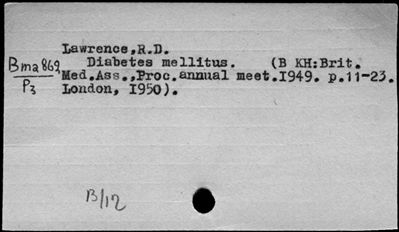 Lawrence,R.D.
Diabetes mellitus. (B KH:Brit.
Bma869 Med.Ass.,Proc.annual meet.1949. p.11-23.
P3 London, 1950).
B/12